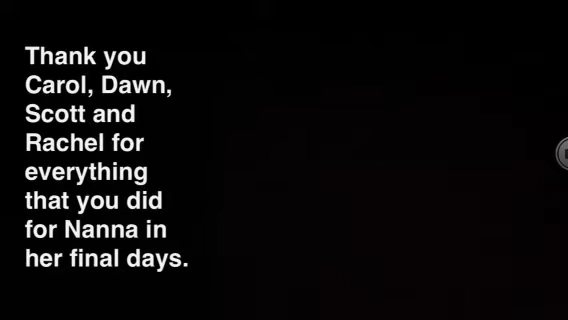 Thank you
Carol, Dawn,
Scott and
Rachel for
everything
that you did
for Nanna in
her final days.